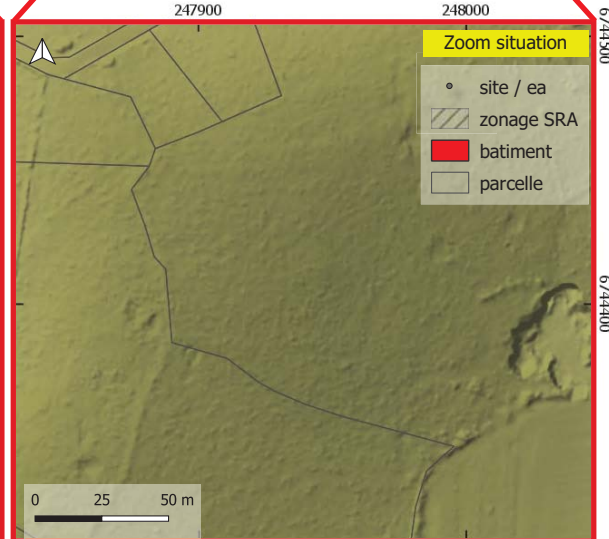 247900
248000
Zoom situation
6744500
site / ea
zonage SRA
batiment
parcelle
6744400
0 25 50 m